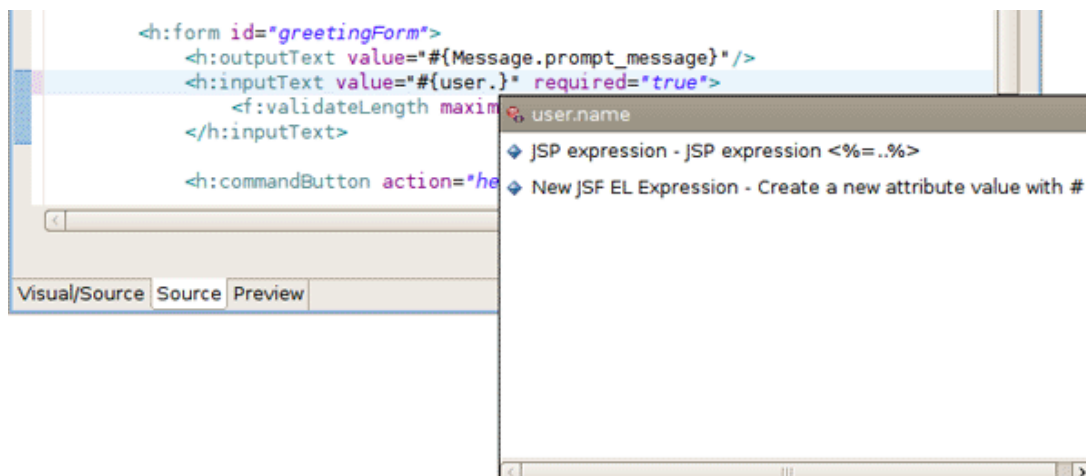 <h:form id="greetingForm">
<h:outputText value="#{Message.prompt_message}"/>
<h:inputText value="#{user.}" required="true">
<f:validateLength maxim
</h:inputText>
<h:commandButton action="he
user.name
JSP expression - JSP expression <%=..%>
New JSF EL Expression - Create a new attribute value with #
Visual/Source Source Preview